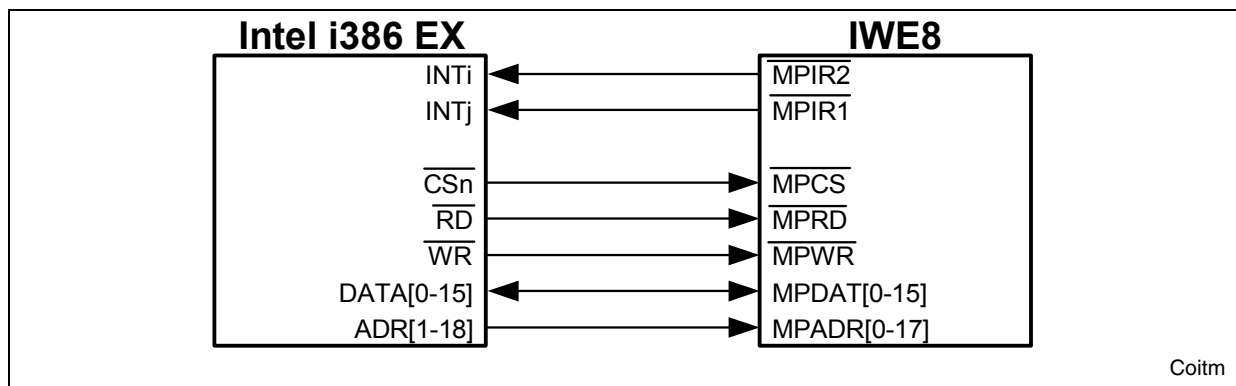 Intel i386 EX IWE8
INTi MPIR2
INTj MPIR1
CSn MPCS
RD MPRD
WR MPWR
DATA[0-15] MPDAT[0-15]
ADR[1-18] MPADR[0-17]
Coitm